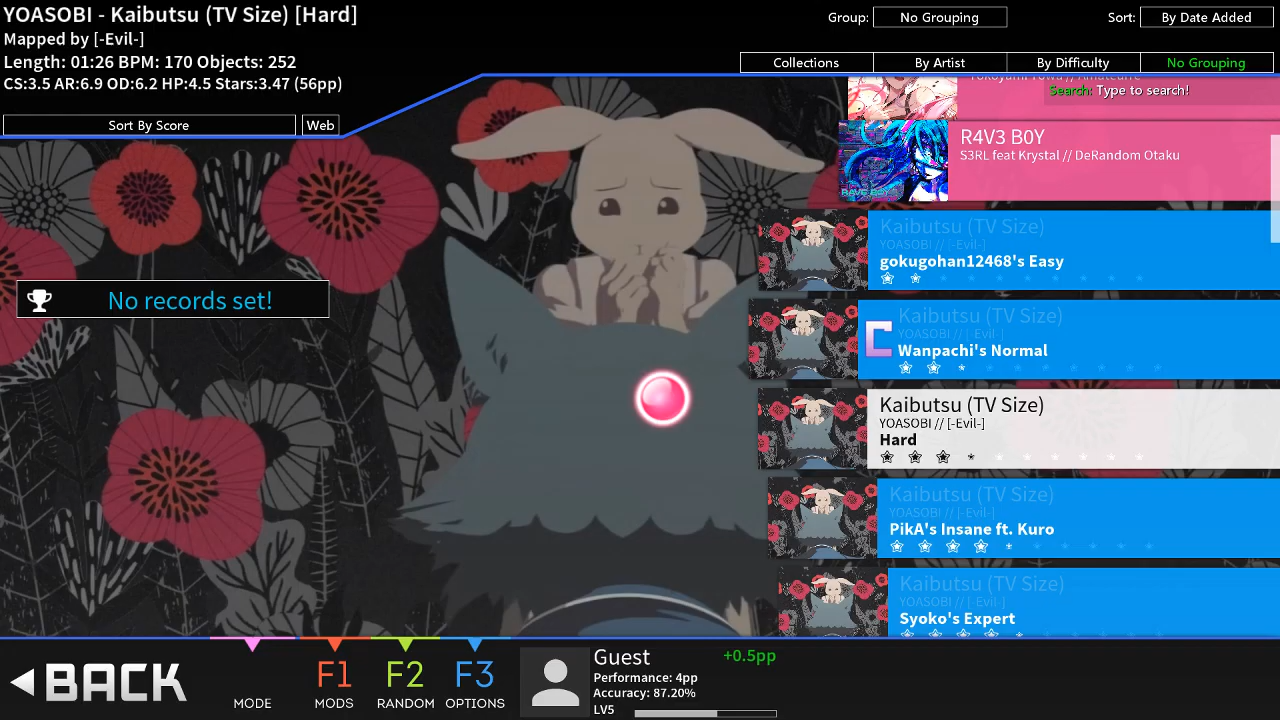 YOASOBI - Kaibutsu (TV Size) [Hard]
Mapped by [-Evil-]
Length: 01:26 BPM: 170 Objects: 252
CS:3.5 AR:6.9 OD:6.2 HP:4.5 Stars:3.47 (56pp)
Group: No Grouping Sort: By Date Added
Collections By Artist By Difficulty No Grouping
Sort By Score Web
Search: Type to search!
R4V3 B0Y
S3RL feat Krystal // DeRandom Otaku
No records set!
Kaibutsu (TV Size)
YOASOBI // [-Evil-]
gokugohan12468's Easy
C
Kaibutsu (TV Size)
YOASOBI // [-Evil-]
Wanpachi's Normal
Kaibutsu (TV Size)
YOASOBI // [-Evil-]
Hard
Kaibutsu (TV Size)
YOASOBI // [-Evil-]
PikA's Insane ft. Kuro
Kaibutsu (TV Size)
YOASOBI // [-Evil-]
Syoko's Expert
BACK
MODE
F1
MODS
F2
RANDOM
F3
OPTIONS
Guest +0.5pp
Performance: 4pp
Accuracy: 87.20%
LV5